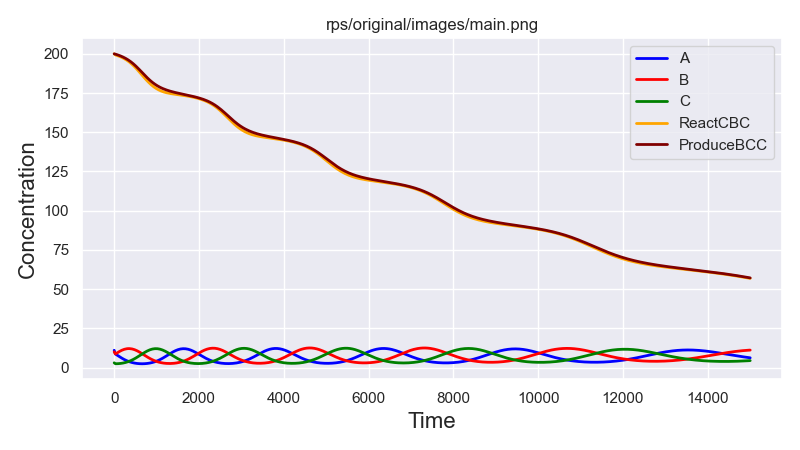 rps/original/images/main.png
A
B
C
ReactCBC
ProduceBCC
Concentration
200
175
150
125
100
75
50
25
0
0 2000 4000 6000 8000 10000 12000 14000
Time